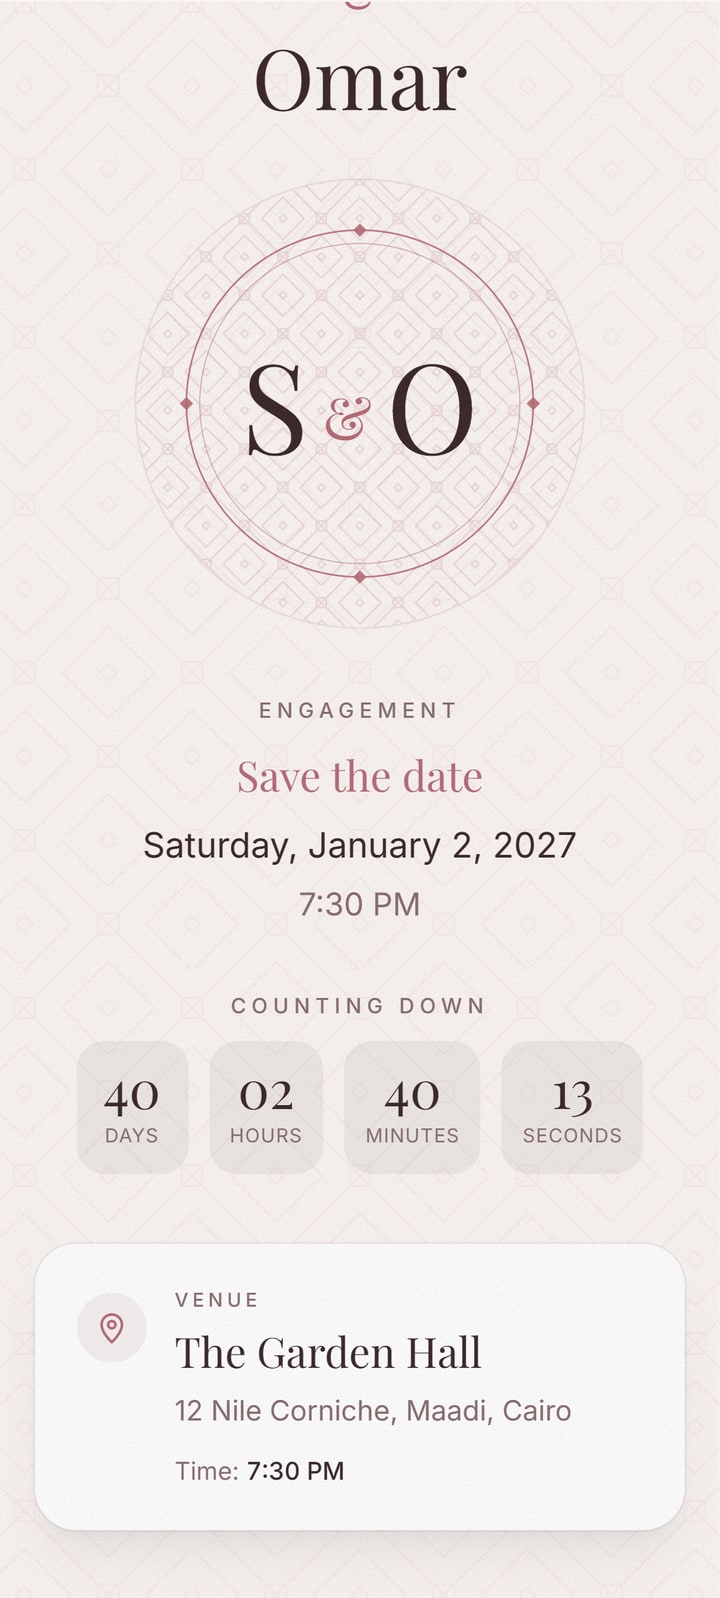 Omar
S & O
ENGAGEMENT
Save the date
Saturday, January 2, 2027
7:30 PM
COUNTING DOWN
40 02 40 13
DAYS HOURS MINUTES SECONDS
VENUE
The Garden Hall
12 Nile Corniche, Maadi, Cairo
Time: 7:30 PM